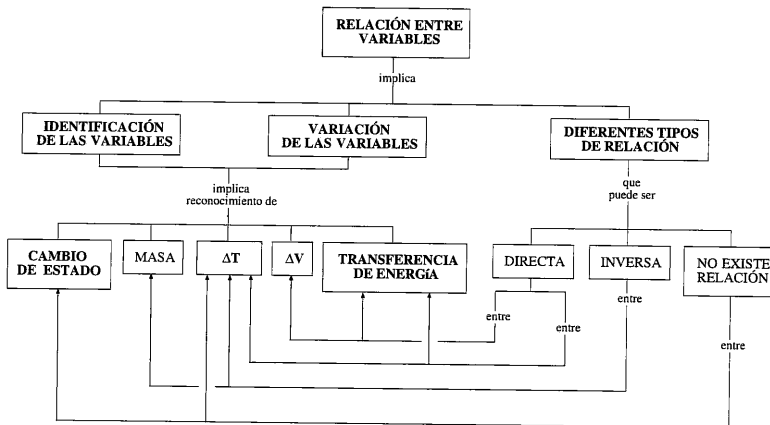 RELACIÓN ENTRE
VARIABLES
implica
IDENTIFICACIÓN
DE LAS VARIABLES
VARIACIÓN
DE LAS VARIABLES
DIFERENTES TIPOS
DE RELACIÓN
implica
reconocimiento de
que
puede ser
CAMBIO
DE ESTADO
MASA
ΔT
ΔV
TRANSFERENCIA
DE ENERGíA
DIRECTA
INVERSA
NO EXISTE
RELACIÓN
entre
entre
entre
entre